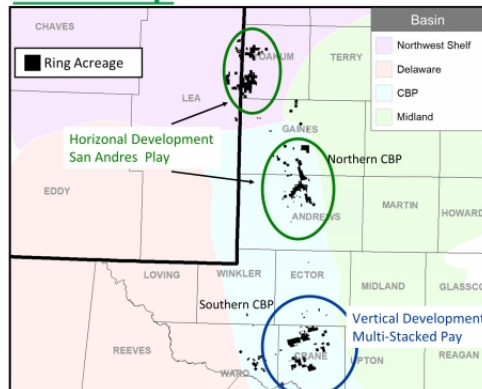 CHAVES
Ring Acreage
YOAKUM
TERRY
Basin
Northwest Shelf
Delaware
CBP
Midland
LEA
Horizonal Development
San Andres Play
GAINES
Northern CBP
EDDY
ANDREWS
MARTIN
HOWARD
LOVING
WINKLER
ECTOR
MIDLAND
GLASSCO
Southern CBP
Vertical Development
Multi-Stacked Pay
REEVES
WARD
CRANE
UPTON
REAGAN